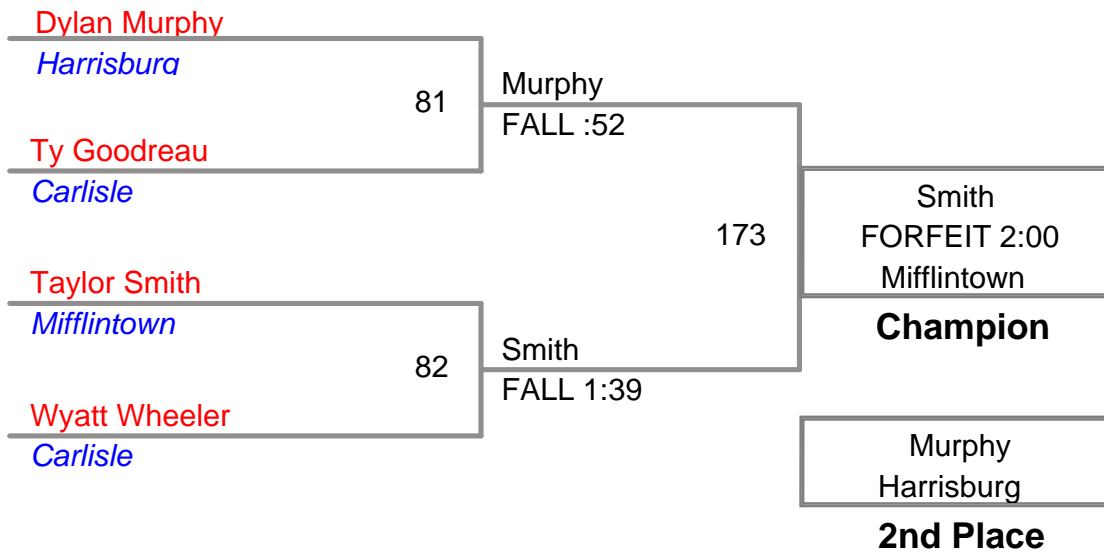 Dylan Murphy
Harrisburg
81
Murphy
FALL :52
Ty Goodreau
Carlisle
173
Smith
FORFEIT 2:00
Mifflintown
Champion
Taylor Smith
Mifflintown
82
Smith
FALL 1:39
Wyatt Wheeler
Carlisle
Murphy
Harrisburg
2nd Place